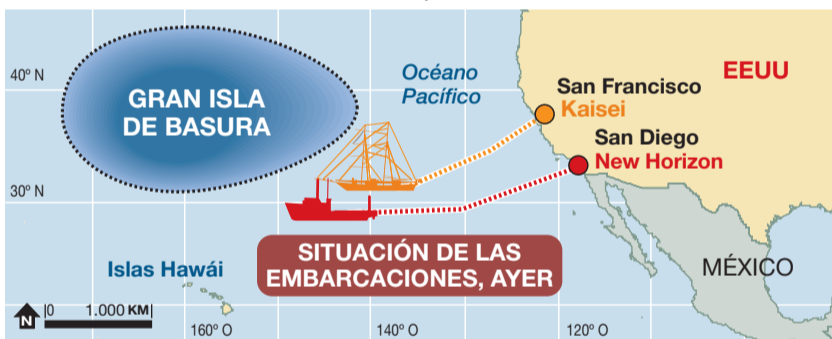 40º N
Océano
Pacífico
EEUU
San Francisco
Kaisei
GRAN ISLA
DE BASURA
San Diego
New Horizon
30º N
SITUACIÓN DE LAS
EMBARCACIONES, AYER
Islas Hawái
MÉXICO
N
0 1.000 KM
160º O
140º O
120º O